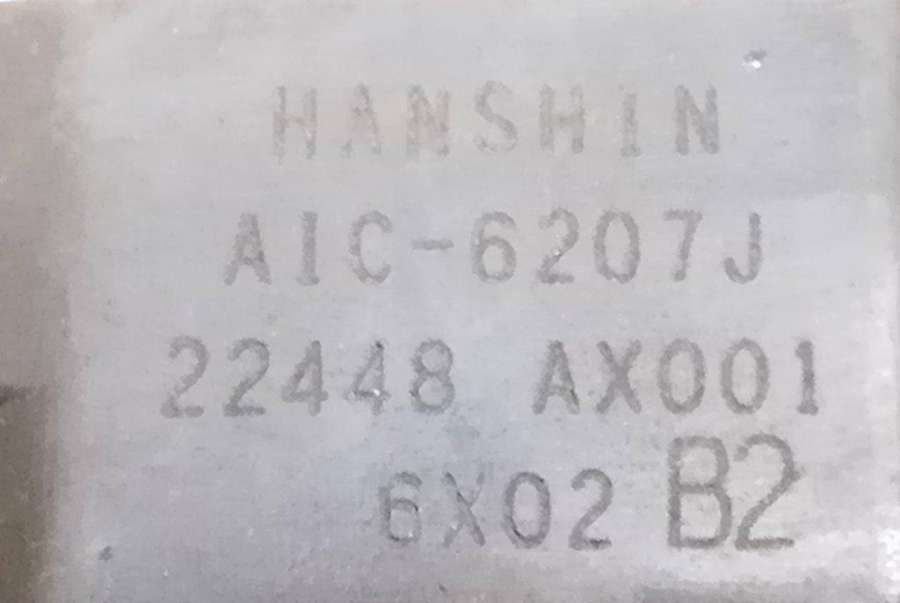 HANSHIN
AIC-6207J
22448 AX001
6X02 B2